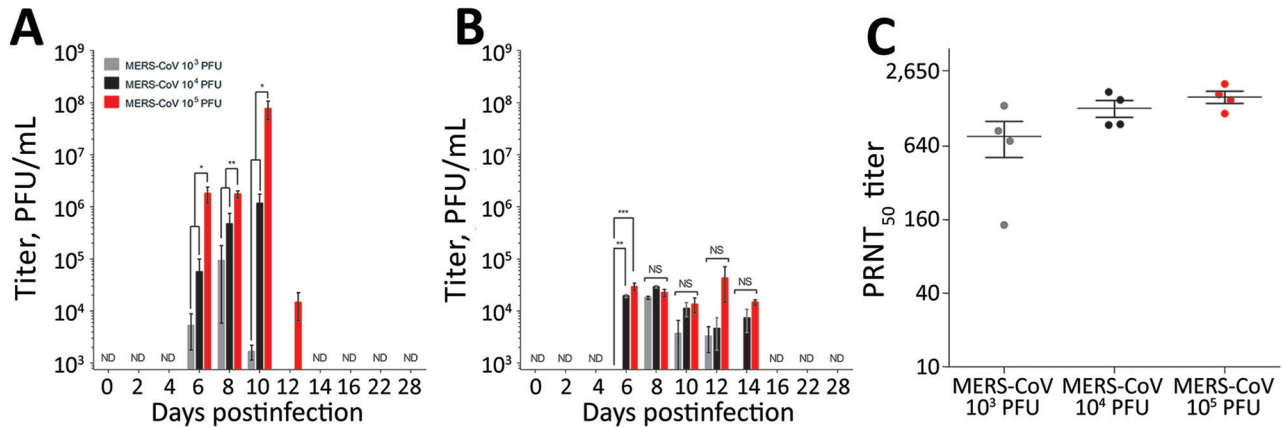 A
Titer, PFU/mL
10⁹
10⁸
10⁷
10⁶
10⁵
10⁴
10³
MERS-CoV 10³ PFU
MERS-CoV 10⁴ PFU
MERS-CoV 10⁵ PFU
* ** *
ND ND ND ND ND ND ND
0 2 4 6 8 10 12 14 16 22 28
Days postinfection
B
Titer, PFU/mL
10⁹
10⁸
10⁷
10⁶
10⁵
10⁴
10³
***
**
NS NS NS NS
ND ND ND ND ND ND
0 2 4 6 8 10 12 14 16 22 28
Days postinfection
C
PRNT₅₀ titer
2,650
640
160
40
10
MERS-CoV MERS-CoV MERS-CoV
10³ PFU 10⁴ PFU 10⁵ PFU